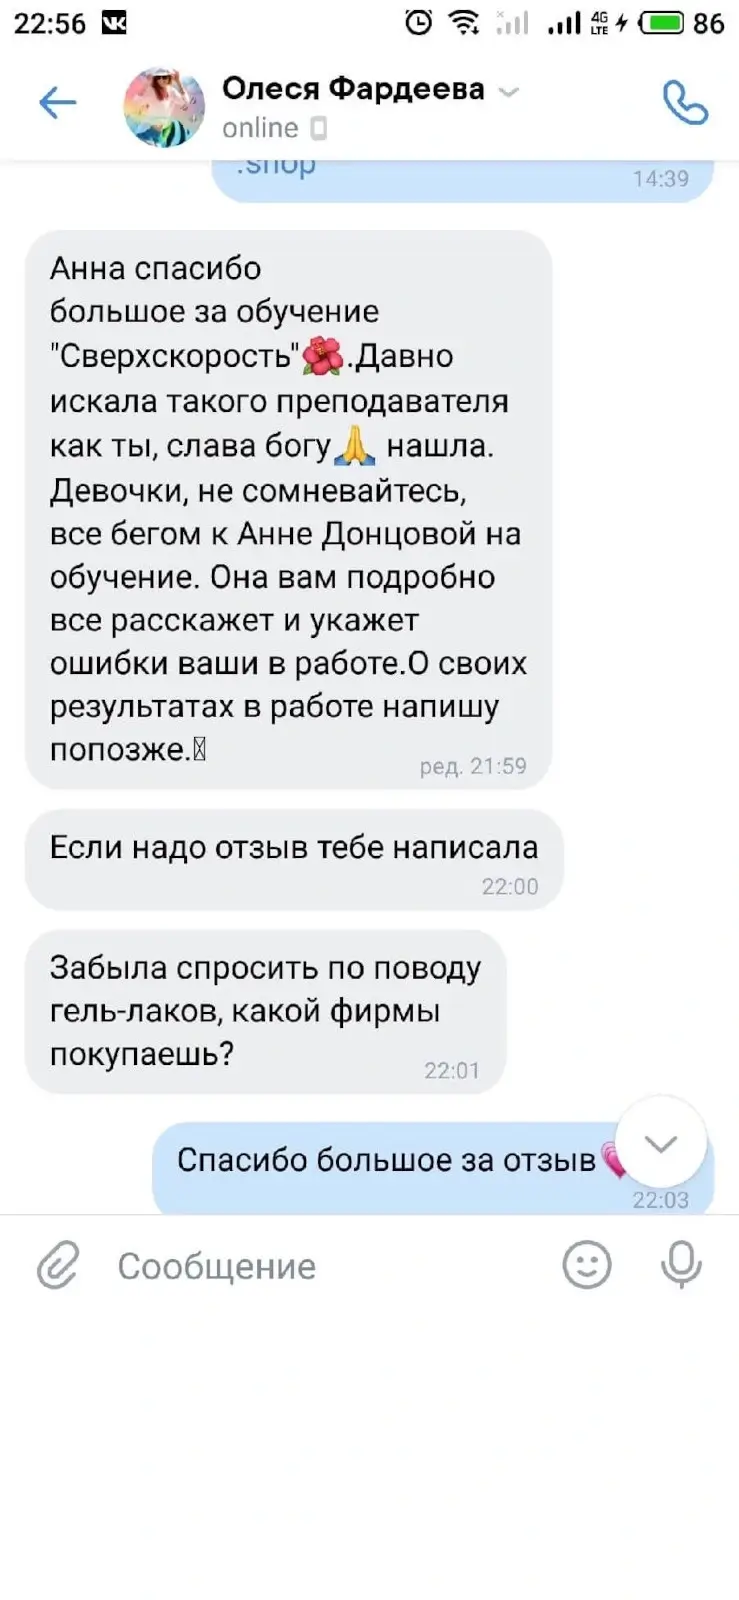 22:56
4G
LTE
86
Олеся Фардеева
online
.shop
14:39
Анна спасибо
большое за обучение
"Сверхскорость"🌺.Давно
искала такого преподавателя
как ты, слава богу🙏 нашла.
Девочки, не сомневайтесь,
все бегом к Анне Донцовой на
обучение. Она вам подробно
все расскажет и укажет
ошибки ваши в работе.О своих
результатах в работе напишу
попозже.
ред. 21:59
Если надо отзыв тебе написала
22:00
Забыла спросить по поводу
гель-лаков, какой фирмы
покупаешь?
22:01
Спасибо большое за отзыв💗
22:03
Сообщение